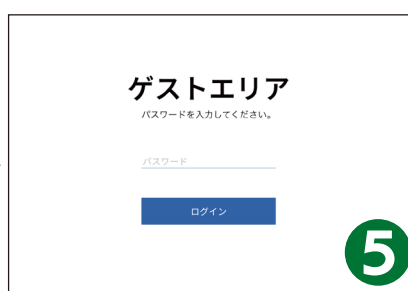 ゲストエリア
パスワードを入力してください。
パスワード
ログイン
5